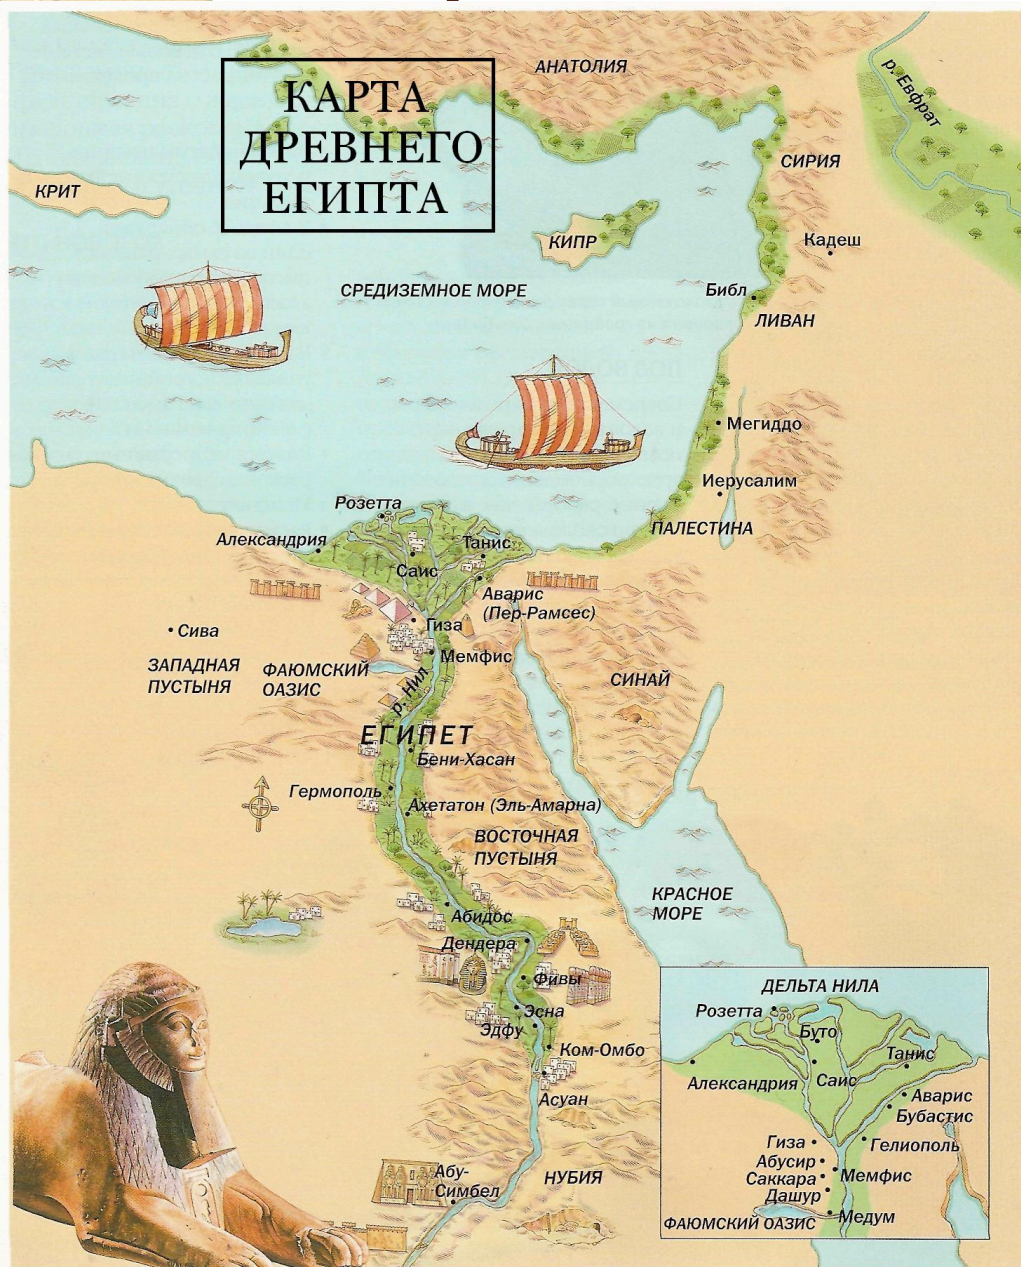 КАРТА
ДРЕВНЕГО
ЕГИПТА
АНАТОЛИЯ
р. Евфрат
СИРИЯ
КРИТ
КИПР
Кадеш
СРЕДИЗЕМНОЕ МОРЕ
Библ
ЛИВАН
Мегиддо
Иерусалим
ПАЛЕСТИНА
Розетта
Александрия
Танис
Саис
Аварис
(Пер-Рамсес)
Гиза
Сива
Мемфис
ЗАПАДНАЯ
ПУСТЫНЯ
ФАЮМСКИЙ
ОАЗИС
р. Нил
СИНАЙ
ЕГИПЕТ
Бени-Хасан
Гермополь
Ахетатон (Эль-Амарна)
ВОСТОЧНАЯ
ПУСТЫНЯ
КРАСНОЕ
МОРЕ
Абидос
Дендера
Фивы
Эсна
Эдфу
Ком-Омбо
Асуан
Абу-
Симбел
НУБИЯ
ДЕЛЬТА НИЛА
Розетта
Буто
Танис
Александрия
Саис
Аварис
Бубастис
Гиза
Гелиополь
Абусир
Саккара
Мемфис
Дашур
ФАЮМСКИЙ ОАЗИС
Медум